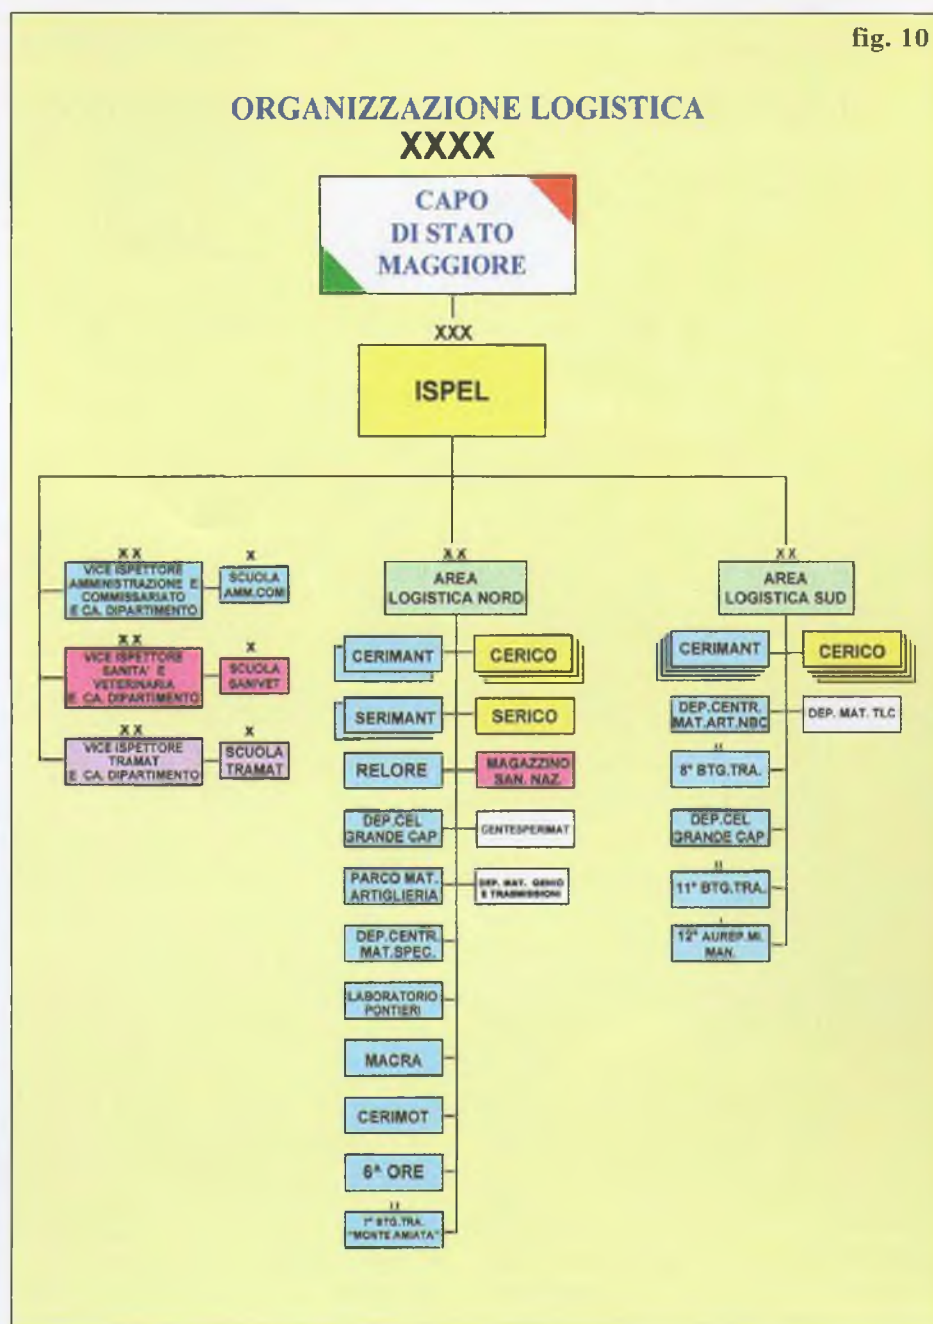 fig. 10
ORGANIZZAZIONE LOGISTICA
XXXX
CAPO
DI STATO
MAGGIORE
XXX
ISPEL
XX
VICE ISPETTORE
AMMINISTRAZIONE E
COMMISSARIATO
E CA. DIPARTIMENTO
X
SCUOLA
AMM.COM
XX
VICE ISPETTORE
SANITA' E
VETERINARIA
E CA. DIPARTIMENTO
X
SCUOLA
SANIVET
XX
VICE ISPETTORE
TRAMAT
E CA. DIPARTIMENTO
X
SCUOLA
TRAMAT
XX
AREA
LOGISTICA NORD
CERIMANT
CERICO
SERIMANT
SERICO
RELORE
MAGAZZINO
SAN. NAZ.
DEP.CEL
GRANDE CAP.
CENTESPERIMAT
PARCO MAT.
ARTIGLIERIA
DEP. MAT. GENIO
E TRASMISSIONI
DEP.CENTR.
MAT.SPEC.
LABORATORIO
PONTIERI
MACRA
CERIMOT
6ª ORE
II
1° BTG.TRA.
"MONTE AMIATA"
XX
AREA
LOGISTICA SUD
CERIMANT
CERICO
DEP.CENTR.
MAT.ART.NBC
DEP. MAT. TLC
II
8° BTG.TRA.
DEP.CEL
GRANDE CAP.
II
11° BTG.TRA.
I
12° AUREP.MI.
MAN.